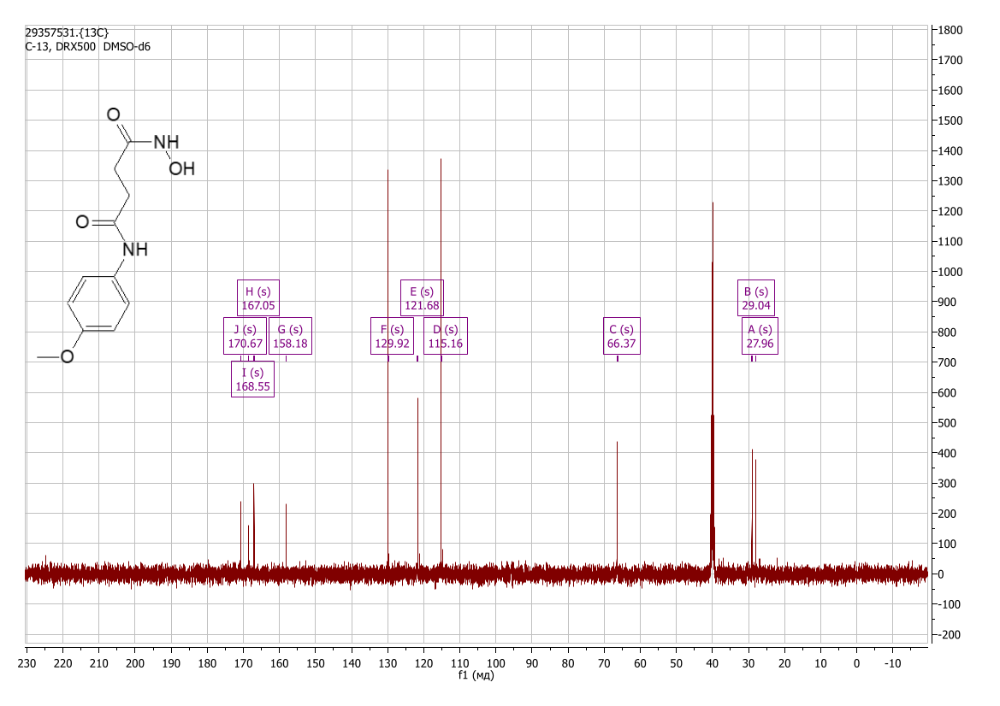 29357531.{13C}
C-13, DRX500 DMSO-d6
O
NH
OH
O
NH
O
H (s)
167.05
E (s)
121.68
B (s)
29.04
J (s)
170.67
G (s)
158.18
F (s)
129.92
D (s)
115.16
C (s)
66.37
A (s)
27.96
I (s)
168.55
1800
1700
1600
1500
1400
1300
1200
1100
1000
900
800
700
600
500
400
300
200
100
0
-100
-200
230 220 210 200 190 180 170 160 150 140 130 120 110 100 90 80 70 60 50 40 30 20 10 0 -10
f1 (мд)